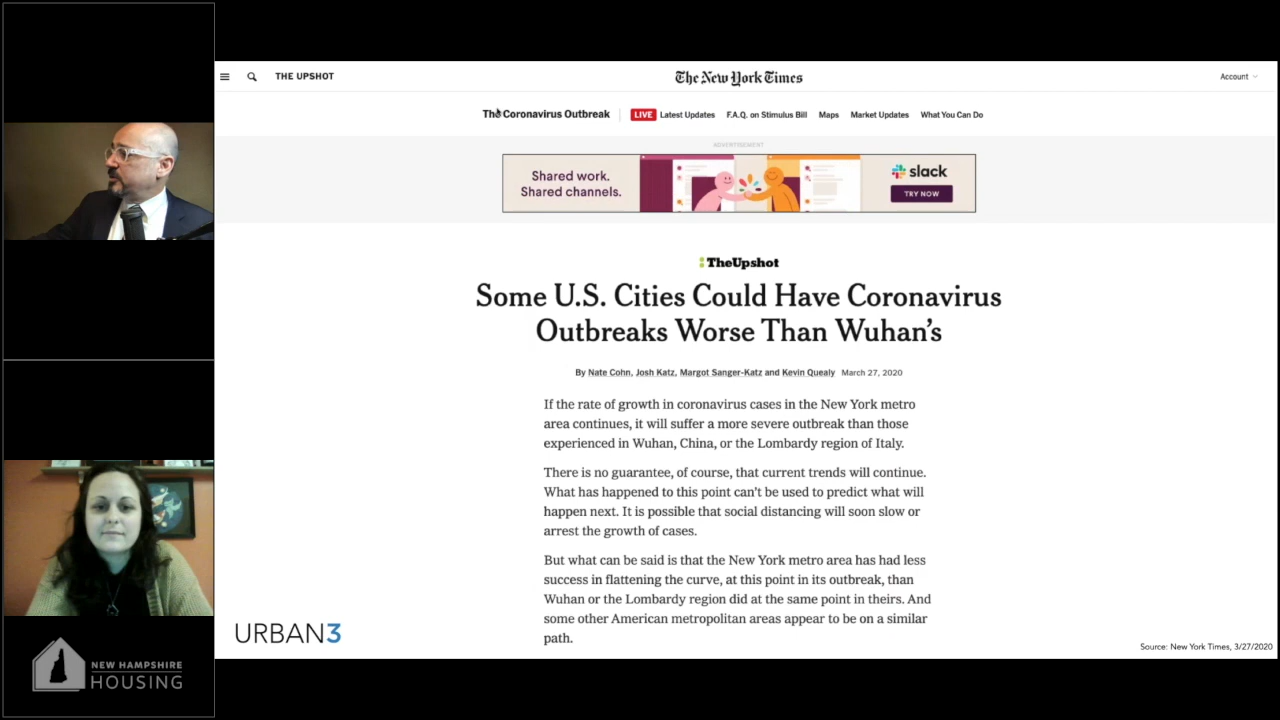 THE UPSHOT
The New York Times
Account
The Coronavirus Outbreak
LIVE Latest Updates F.A.Q. on Stimulus Bill Maps Market Updates What You Can Do
ADVERTISEMENT
Shared work.
Shared channels.
slack
TRY NOW
TheUpshot
Some U.S. Cities Could Have Coronavirus
Outbreaks Worse Than Wuhan's
By Nate Cohn, Josh Katz, Margot Sanger-Katz and Kevin Quealy March 27, 2020
If the rate of growth in coronavirus cases in the New York metro
area continues, it will suffer a more severe outbreak than those
experienced in Wuhan, China, or the Lombardy region of Italy.
There is no guarantee, of course, that current trends will continue.
What has happened to this point can't be used to predict what will
happen next. It is possible that social distancing will soon slow or
arrest the growth of cases.
But what can be said is that the New York metro area has had less
success in flattening the curve, at this point in its outbreak, than
Wuhan or the Lombardy region did at the same point in theirs. And
some other American metropolitan areas appear to be on a similar
path.
URBAN3
Source: New York Times, 3/27/2020
NEW HAMPSHIRE
HOUSING